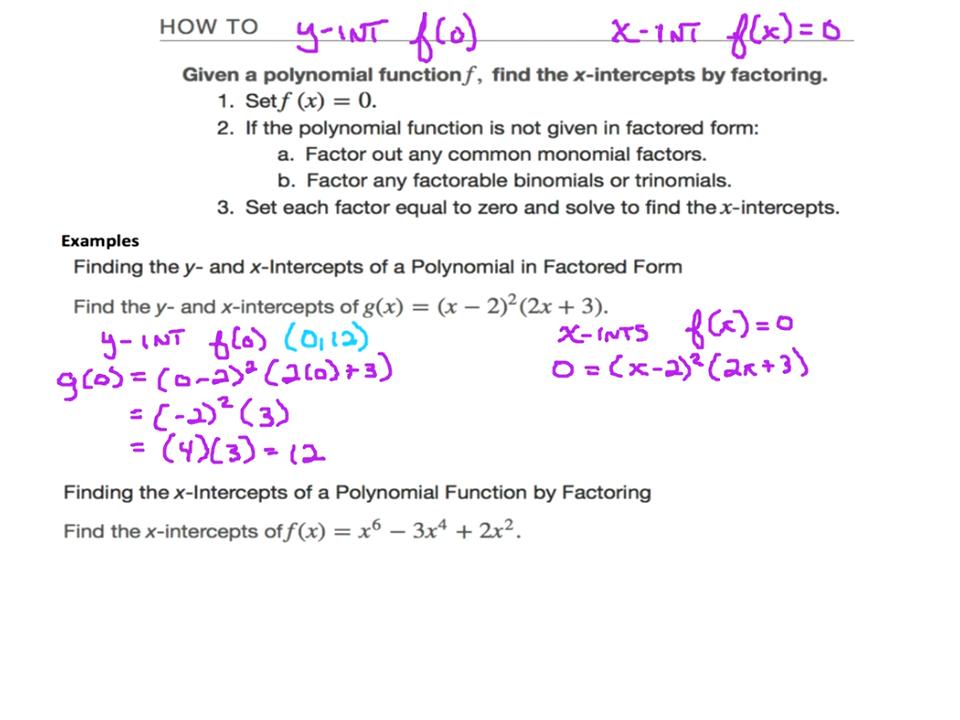 HOW TO y-INT f(0) x-INT f(x)=0
Given a polynomial function f, find the x-intercepts by factoring.
1. Set f (x) = 0.
2. If the polynomial function is not given in factored form:
a. Factor out any common monomial factors.
b. Factor any factorable binomials or trinomials.
3. Set each factor equal to zero and solve to find the x-intercepts.
Examples
Finding the y- and x-Intercepts of a Polynomial in Factored Form
Find the y- and x-intercepts of g(x) = (x − 2)²(2x + 3).
y-INT f(0) (0,12) x-INTS f(x)=0
g(0) = (0-2)² (2(0)+3) 0 = (x-2)² (2x+3)
= (-2)² (3)
= (4)(3) = 12
Finding the x-Intercepts of a Polynomial Function by Factoring
Find the x-intercepts of f(x) = x⁶ − 3x⁴ + 2x².